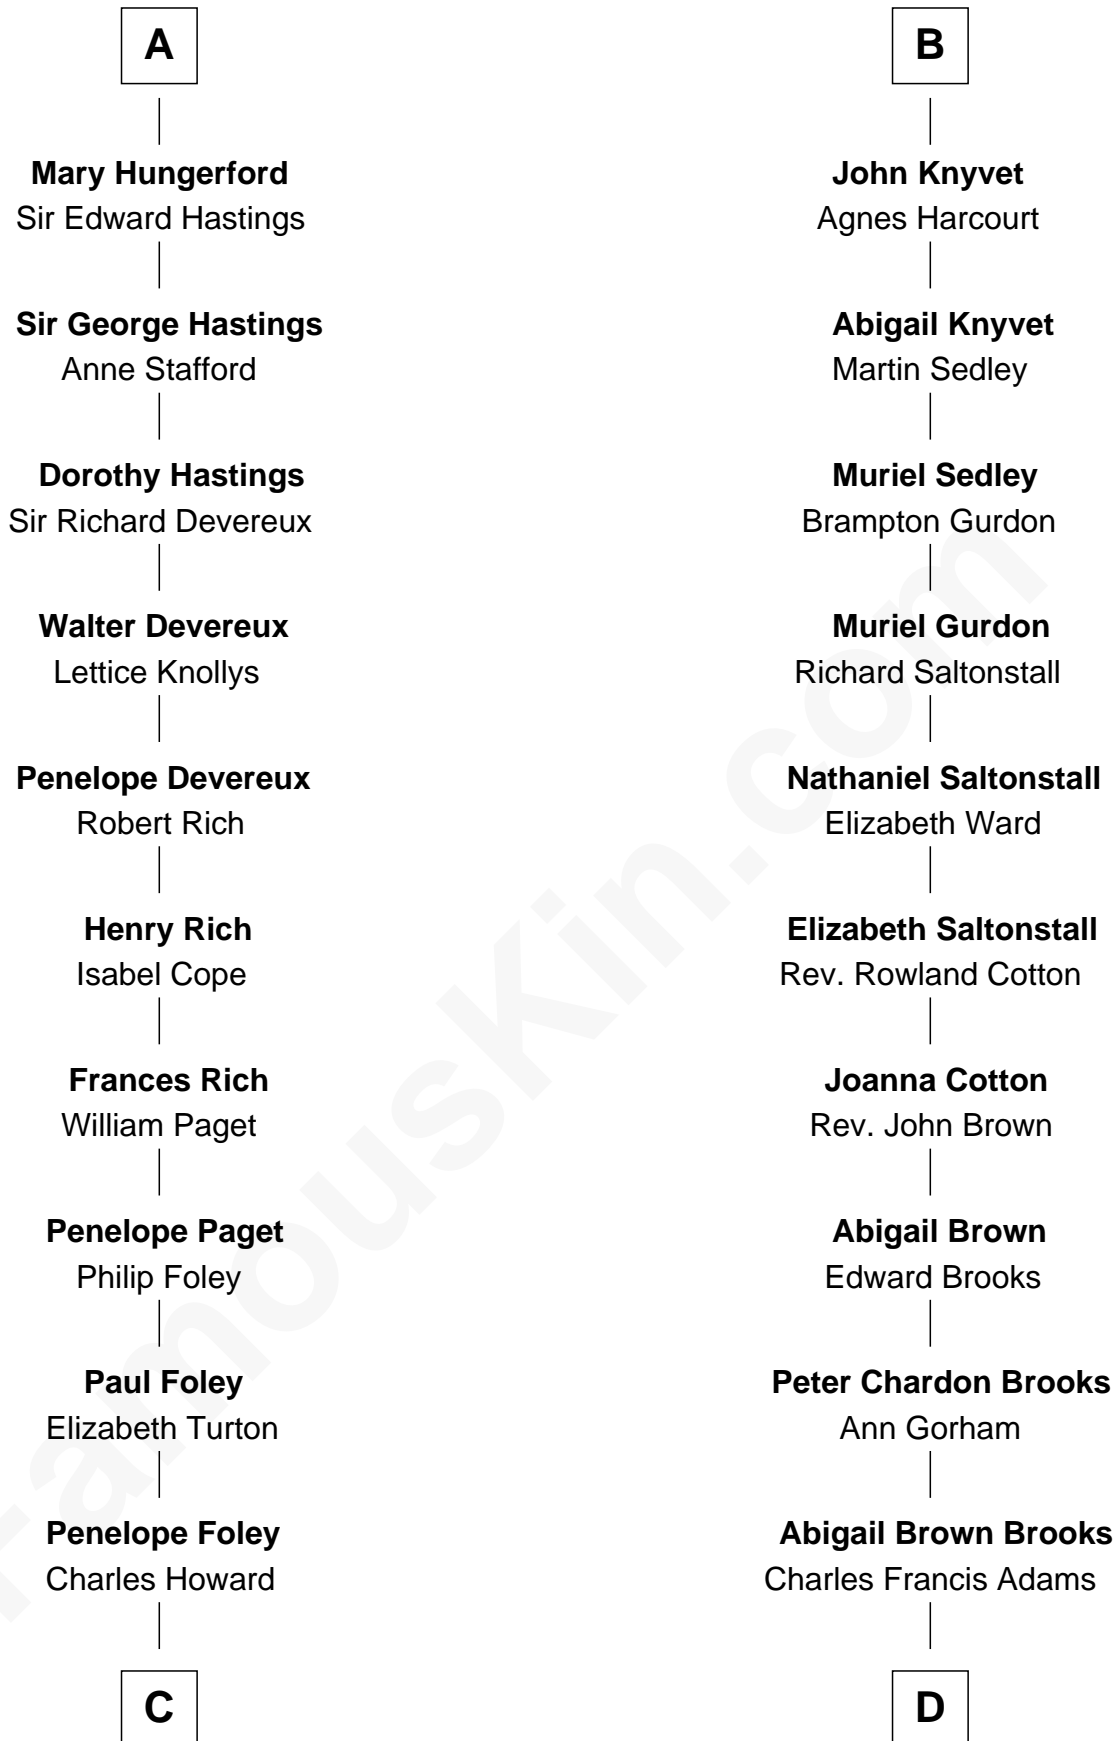 A
Mary Hungerford
Sir Edward Hastings
Sir George Hastings
Anne Stafford
Dorothy Hastings
Sir Richard Devereux
Walter Devereux
Lettice Knollys
Penelope Devereux
Robert Rich
Henry Rich
Isabel Cope
Frances Rich
William Paget
Penelope Paget
Philip Foley
Paul Foley
Elizabeth Turton
Penelope Foley
Charles Howard
C
B
John Knyvet
Agnes Harcourt
Abigail Knyvet
Martin Sedley
Muriel Sedley
Brampton Gurdon
Muriel Gurdon
Richard Saltonstall
Nathaniel Saltonstall
Elizabeth Ward
Elizabeth Saltonstall
Rev. Rowland Cotton
Joanna Cotton
Rev. John Brown
Abigail Brown
Edward Brooks
Peter Chardon Brooks
Ann Gorham
Abigail Brown Brooks
Charles Francis Adams
D
FamousKin.com